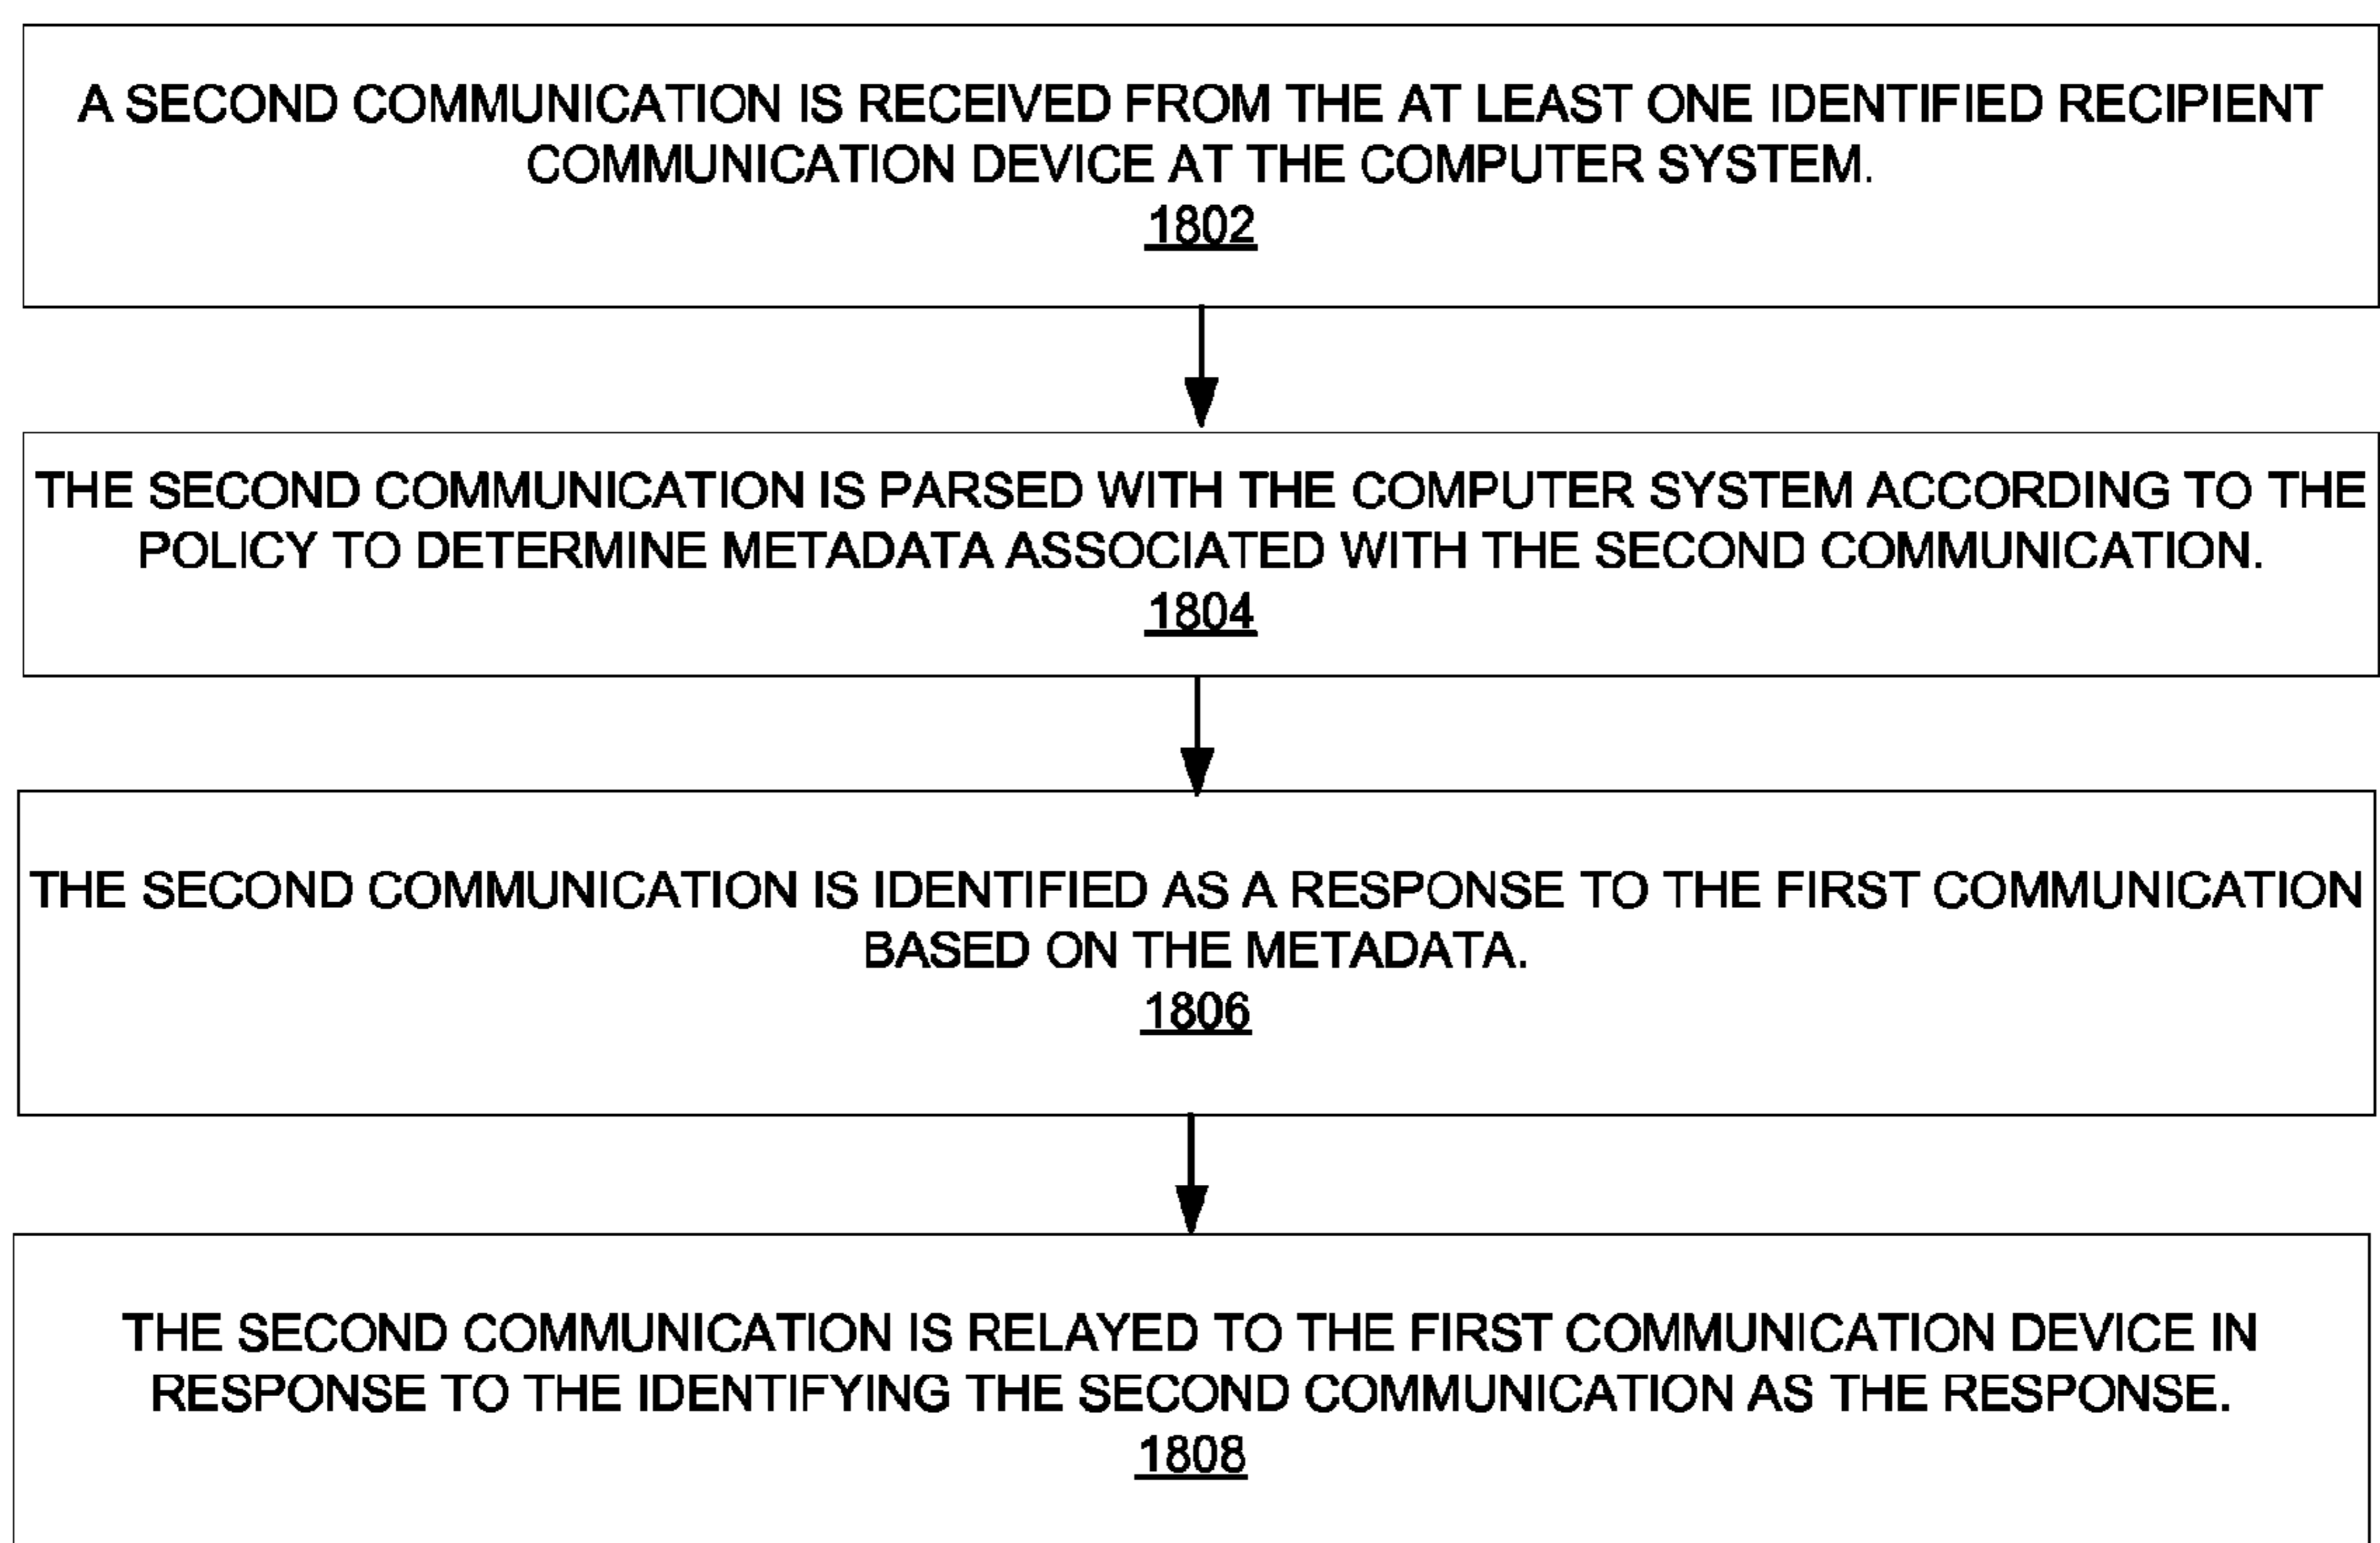 A SECOND COMMUNICATION IS RECEIVED FROM THE AT LEAST ONE IDENTIFIED RECIPIENT
COMMUNICATION DEVICE AT THE COMPUTER SYSTEM.
1802
THE SECOND COMMUNICATION IS PARSED WITH THE COMPUTER SYSTEM ACCORDING TO THE
POLICY TO DETERMINE METADATA ASSOCIATED WITH THE SECOND COMMUNICATION.
1804
THE SECOND COMMUNICATION IS IDENTIFIED AS A RESPONSE TO THE FIRST COMMUNICATION
BASED ON THE METADATA.
1806
THE SECOND COMMUNICATION IS RELAYED TO THE FIRST COMMUNICATION DEVICE IN
RESPONSE TO THE IDENTIFYING THE SECOND COMMUNICATION AS THE RESPONSE.
1808